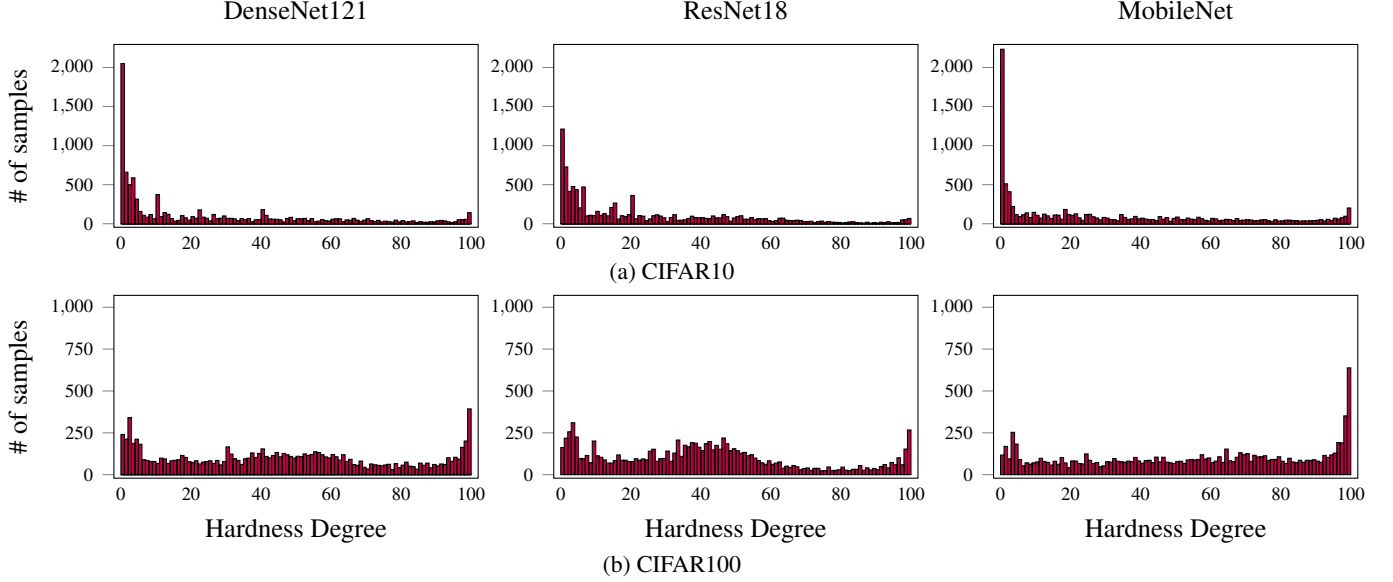 DenseNet121 ResNet18 MobileNet
# of samples
2,000 2,000 2,000
1,500 1,500 1,500
1,000 1,000 1,000
500 500 500
0 0 0
0 20 40 60 80 100 0 20 40 60 80 100 0 20 40 60 80 100
(a) CIFAR10
# of samples
1,000 1,000 1,000
750 750 750
500 500 500
250 250 250
0 0 0
0 20 40 60 80 100 0 20 40 60 80 100 0 20 40 60 80 100
Hardness Degree Hardness Degree Hardness Degree
(b) CIFAR100